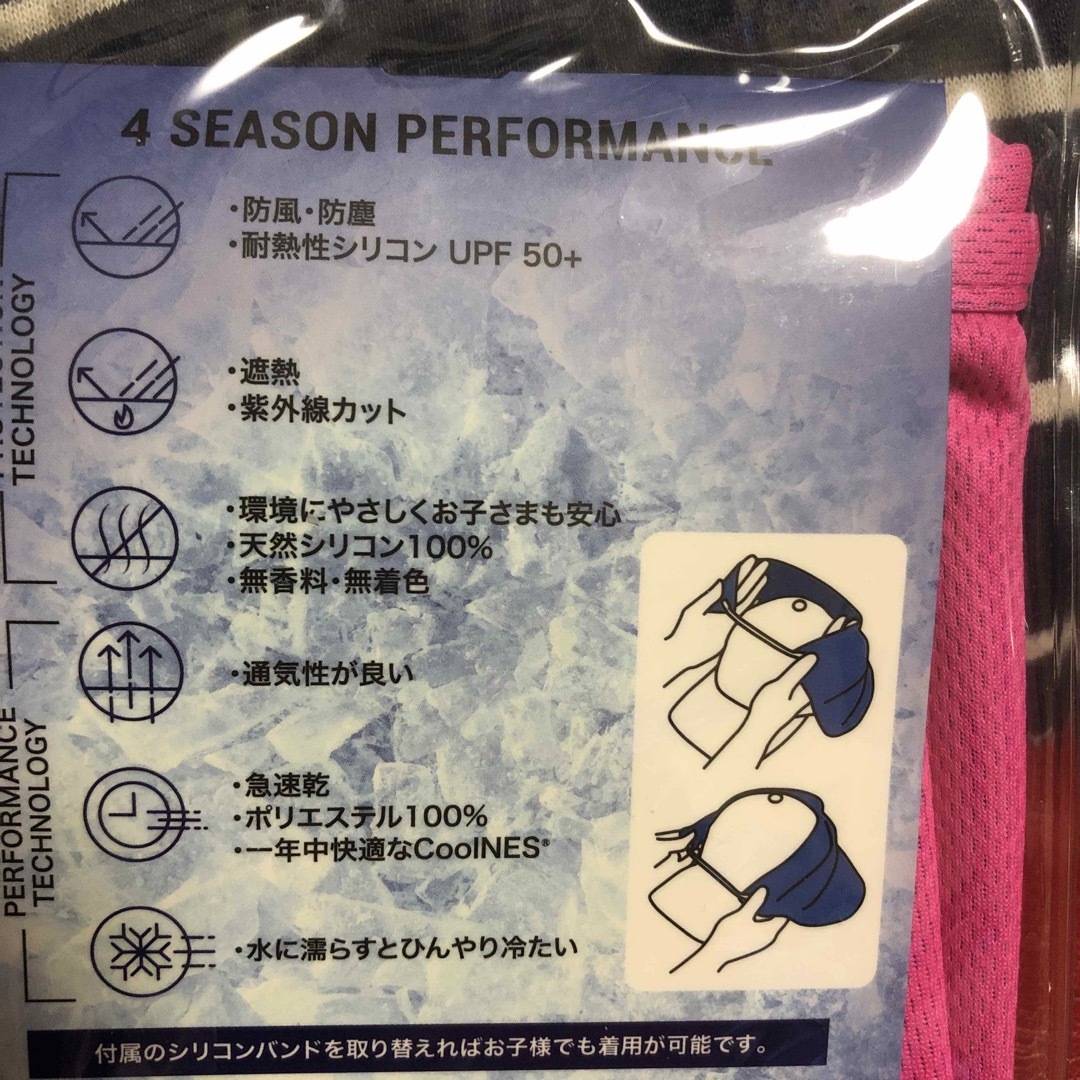 4 SEASON PERFORMANCE
・防風・防塵
・耐熱性シリコン UPF 50+
TECHNOLOGY
・遮熱
・紫外線カット
・環境にやさしくお子さまも安心
・天然シリコン100%
・無香料・無着色
・通気性が良い
PERFORMANCE
TECHNOLOGY
・急速乾
・ポリエステル100%
・一年中快適なCoolNES®
・水に濡らすとひんやり冷たい
付属のシリコンバンドを取り替えればお子様でも着用が可能です。